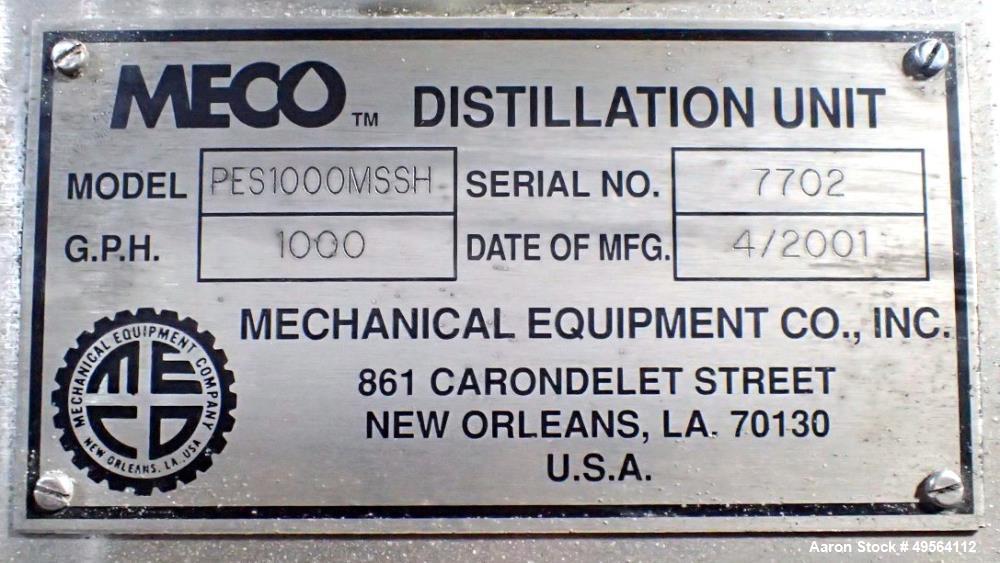 MECO™ DISTILLATION UNIT
MODEL PES1000MSSH SERIAL NO. 7702
G.P.H. 1000 DATE OF MFG. 4/2001
MECHANICAL EQUIPMENT CO., INC.
861 CARONDELET STREET
NEW ORLEANS, LA. 70130
U.S.A.
MECHANICAL EQUIPMENT COMPANY
MECO
NEW ORLEANS, LA., USA
Aaron Stock # 49564112